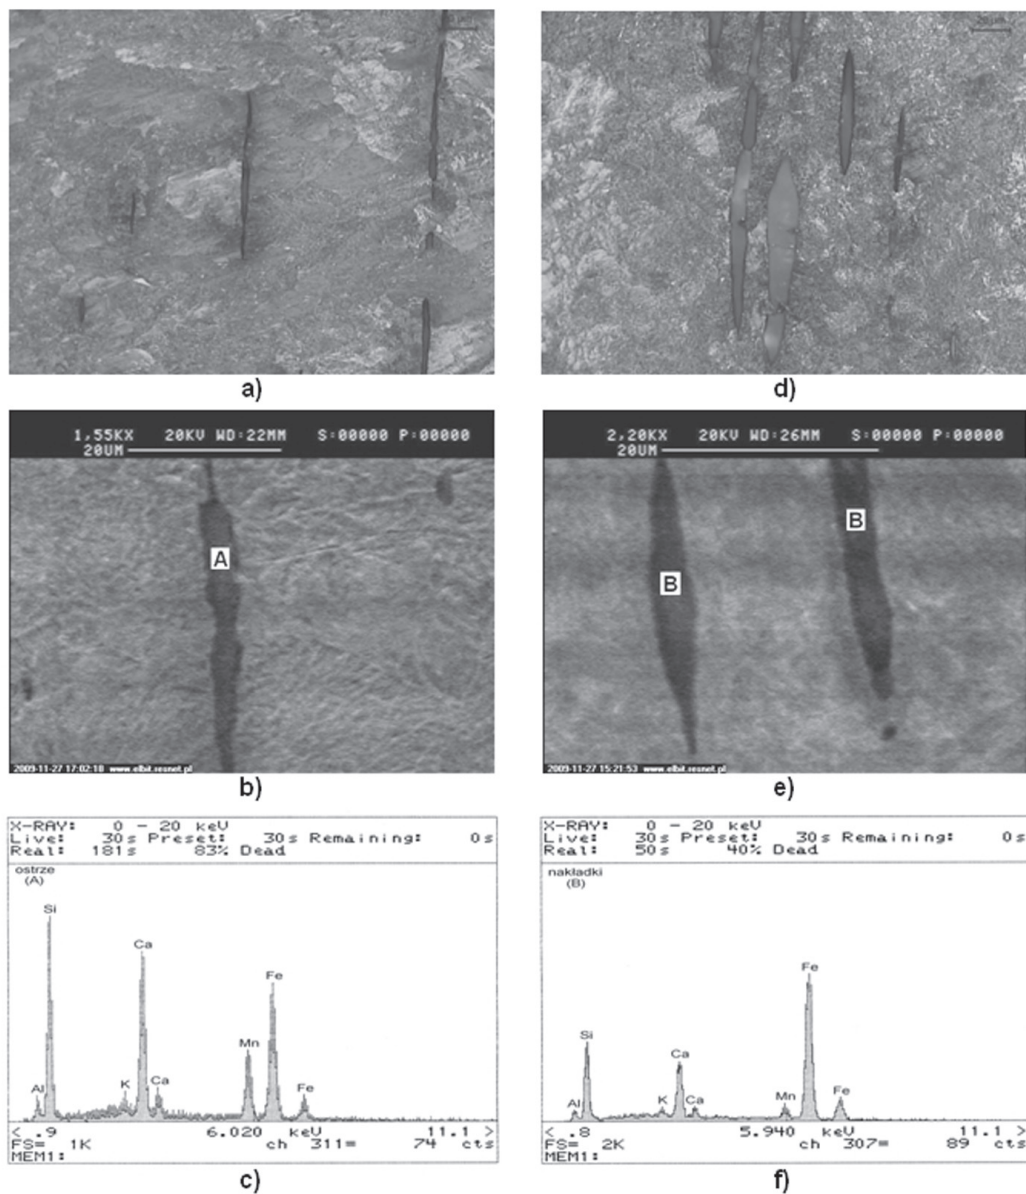 a)
d)
1,55KX 20KV WD:22MM S:00000 P:00000
20UM
A
2009-11-27 17:02:18 www.elbit.resnet.pl
b)
2,20KX 20KV WD:26MM S:00000 P:00000
20UM
B
B
2009-11-27 15:21:53 www.elbit.resnet.pl
e)
X-RAY: 0 - 20 keV
Live: 30s Preset: 30s Remaining: 0s
Real: 181s 83% Dead
ostrze
(A)
Si
Ca
Fe
Mn
Al
K
Ca
Fe
< .9 6.020 keV 11.1 >
FS= 1K ch 311= 74 cts
MEM1:
c)
X-RAY: 0 - 20 keV
Live: 30s Preset: 30s Remaining: 0s
Real: 50s 40% Dead
nakładki
(B)
Fe
Si
Ca
Al
K
Ca
Mn
Fe
< .8 5.940 keV 11.1 >
FS= 2K ch 307= 89 cts
MEM1:
f)